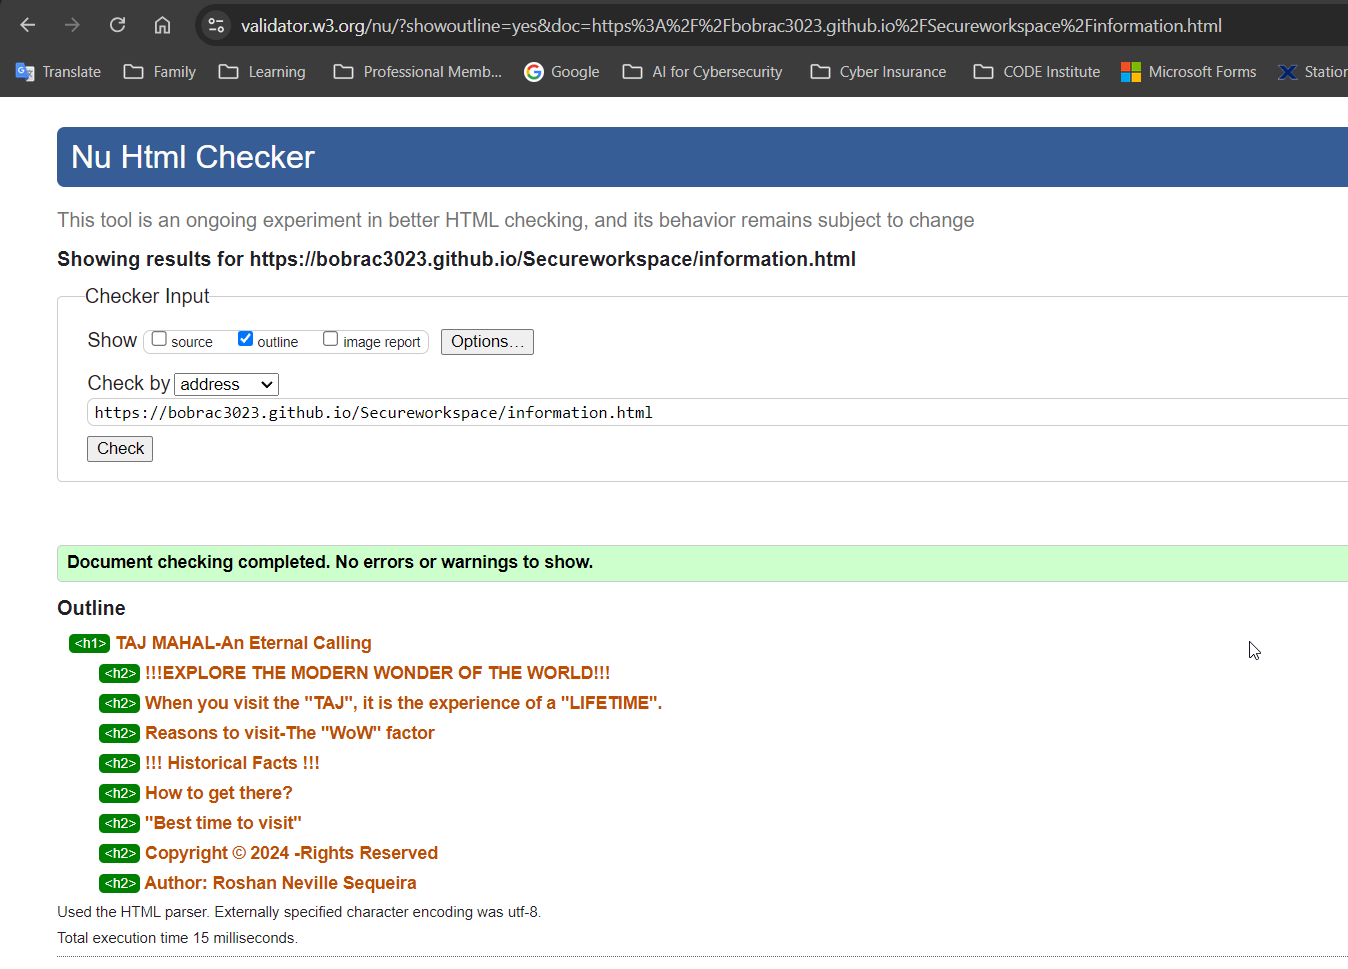 validator.w3.org/nu/?showoutline=yes&doc=https%3A%2F%2Fbobrac3023.github.io%2FSecureworkspace%2Finformation.html
Translate Family Learning Professional Memb... Google AI for Cybersecurity Cyber Insurance CODE Institute Microsoft Forms Station
Nu Html Checker
This tool is an ongoing experiment in better HTML checking, and its behavior remains subject to change
Showing results for https://bobrac3023.github.io/Secureworkspace/information.html
Checker Input
Show source outline image report Options...
Check by address
https://bobrac3023.github.io/Secureworkspace/information.html
Check
Document checking completed. No errors or warnings to show.
Outline
<h1> TAJ MAHAL-An Eternal Calling
<h2> !!!EXPLORE THE MODERN WONDER OF THE WORLD!!!
<h2> When you visit the "TAJ", it is the experience of a "LIFETIME".
<h2> Reasons to visit-The "WoW" factor
<h2> !!! Historical Facts !!!
<h2> How to get there?
<h2> "Best time to visit"
<h2> Copyright © 2024 -Rights Reserved
<h2> Author: Roshan Neville Sequeira
Used the HTML parser. Externally specified character encoding was utf-8.
Total execution time 15 milliseconds.